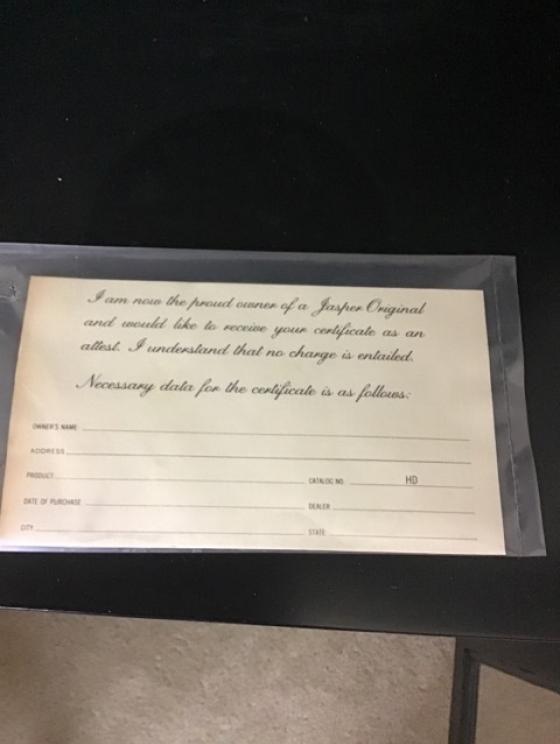 I am now the proud owner of a Jasper Original
and would like to receive your certificate as an
attest. I understand that no charge is entailed.
Necessary data for the certificate is as follows:
OWNER'S NAME
ADDRESS
PRODUCT CATALOG NO. HD
DATE OF PURCHASE DEALER
CITY STATE